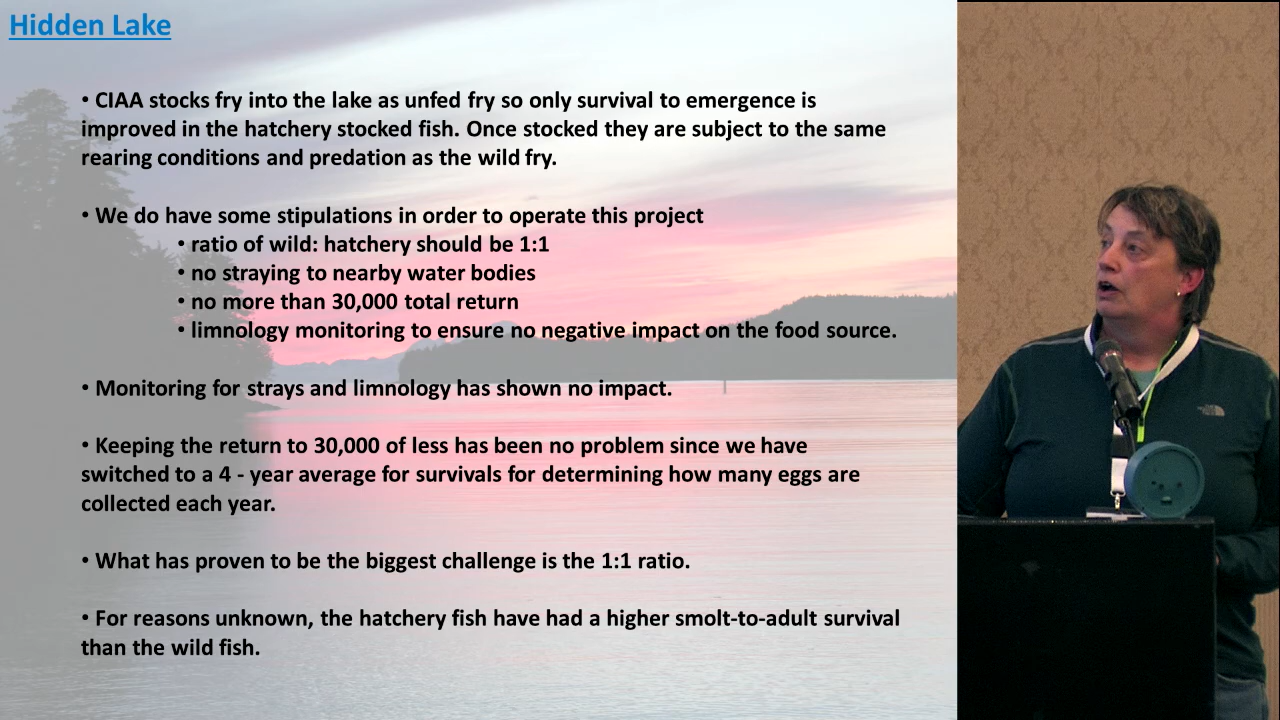 Hidden Lake
• CIAA stocks fry into the lake as unfed fry so only survival to emergence is
improved in the hatchery stocked fish. Once stocked they are subject to the same
rearing conditions and predation as the wild fry.
• We do have some stipulations in order to operate this project
• ratio of wild: hatchery should be 1:1
• no straying to nearby water bodies
• no more than 30,000 total return
• limnology monitoring to ensure no negative impact on the food source.
• Monitoring for strays and limnology has shown no impact.
• Keeping the return to 30,000 of less has been no problem since we have
switched to a 4 - year average for survivals for determining how many eggs are
collected each year.
• What has proven to be the biggest challenge is the 1:1 ratio.
• For reasons unknown, the hatchery fish have had a higher smolt-to-adult survival
than the wild fish.